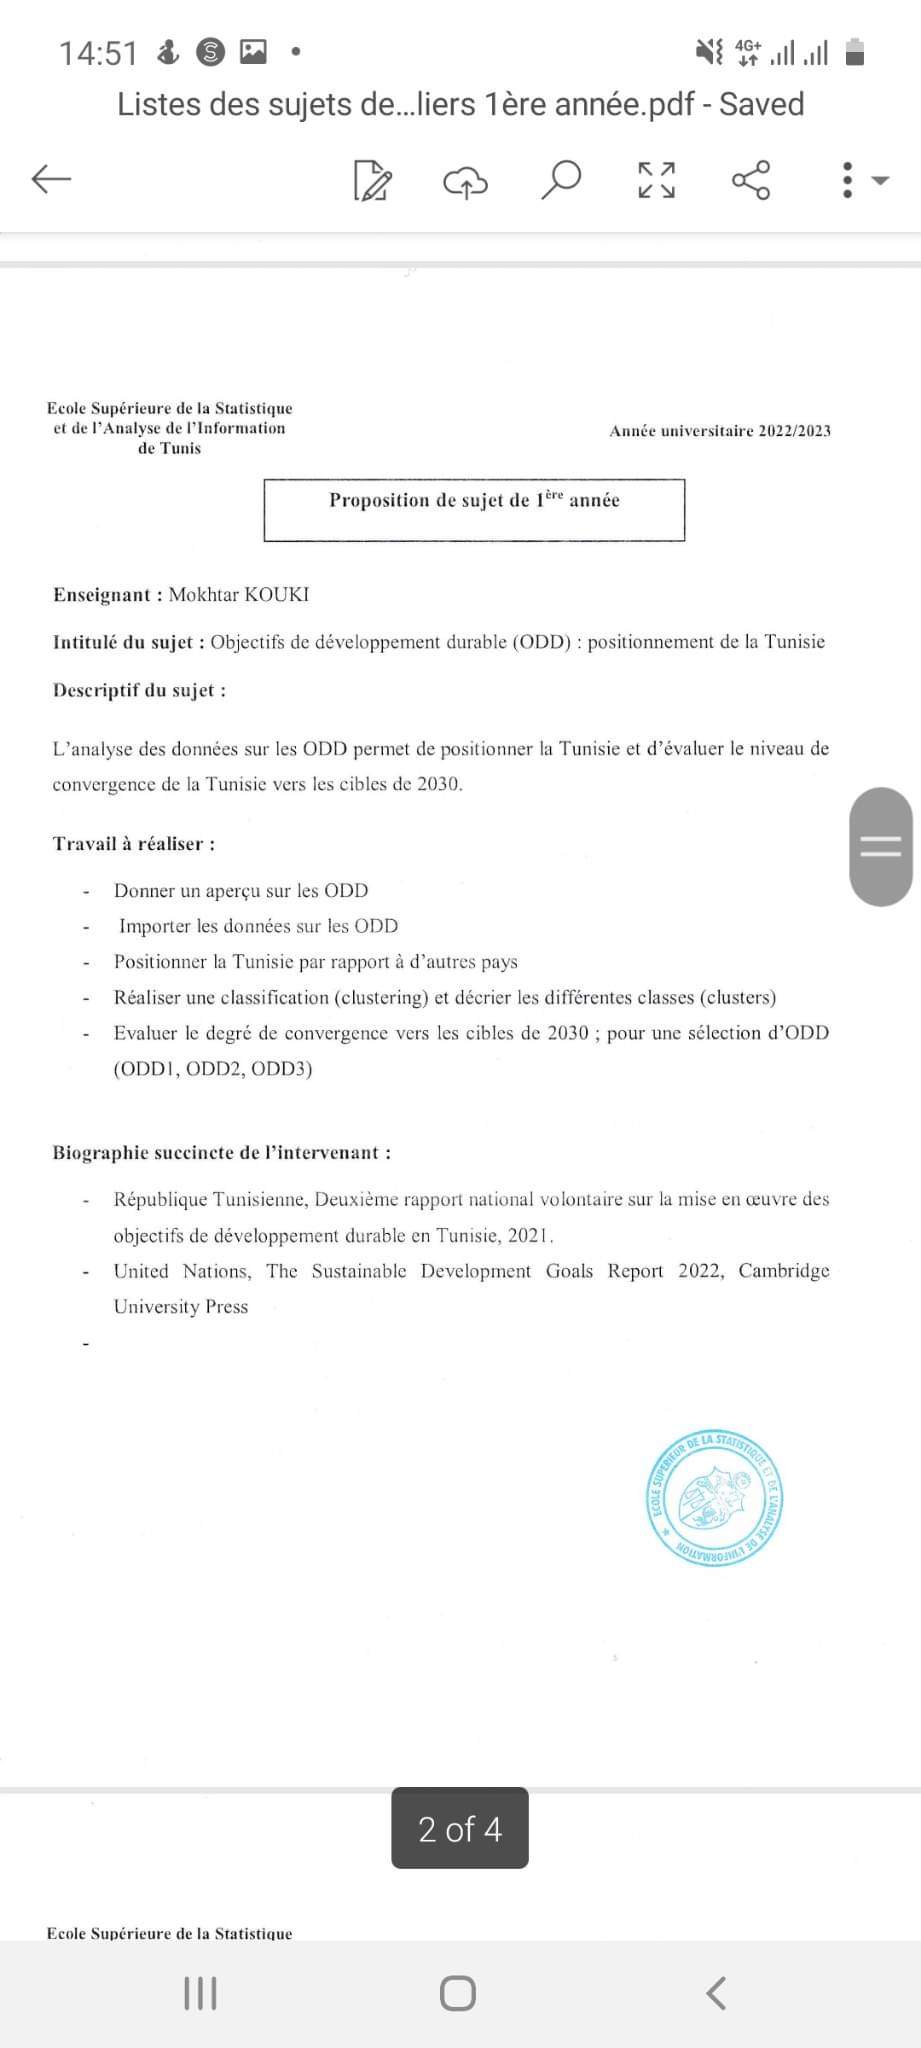 14:51
4G+
Listes des sujets de...liers 1ère année.pdf - Saved
Ecole Supérieure de la Statistique
et de l'Analyse de l'Information
de Tunis
Année universitaire 2022/2023
Proposition de sujet de 1ère année
Enseignant : Mokhtar KOUKI
Intitulé du sujet : Objectifs de développement durable (ODD) : positionnement de la Tunisie
Descriptif du sujet :
L'analyse des données sur les ODD permet de positionner la Tunisie et d'évaluer le niveau de
convergence de la Tunisie vers les cibles de 2030.
Travail à réaliser :
- Donner un aperçu sur les ODD
- Importer les données sur les ODD
- Positionner la Tunisie par rapport à d'autres pays
- Réaliser une classification (clustering) et décrier les différentes classes (clusters)
- Evaluer le degré de convergence vers les cibles de 2030 ; pour une sélection d'ODD
(ODD1, ODD2, ODD3)
Biographie succincte de l'intervenant :
- République Tunisienne, Deuxième rapport national volontaire sur la mise en œuvre des
objectifs de développement durable en Tunisie, 2021.
- United Nations, The Sustainable Development Goals Report 2022, Cambridge
University Press
-
ECOLE SUPERIEUR DE LA STATISTIQUE ET DE L'ANALYSE DE L'INFORMATION
2 of 4
Ecole Supérieure de la Statistique